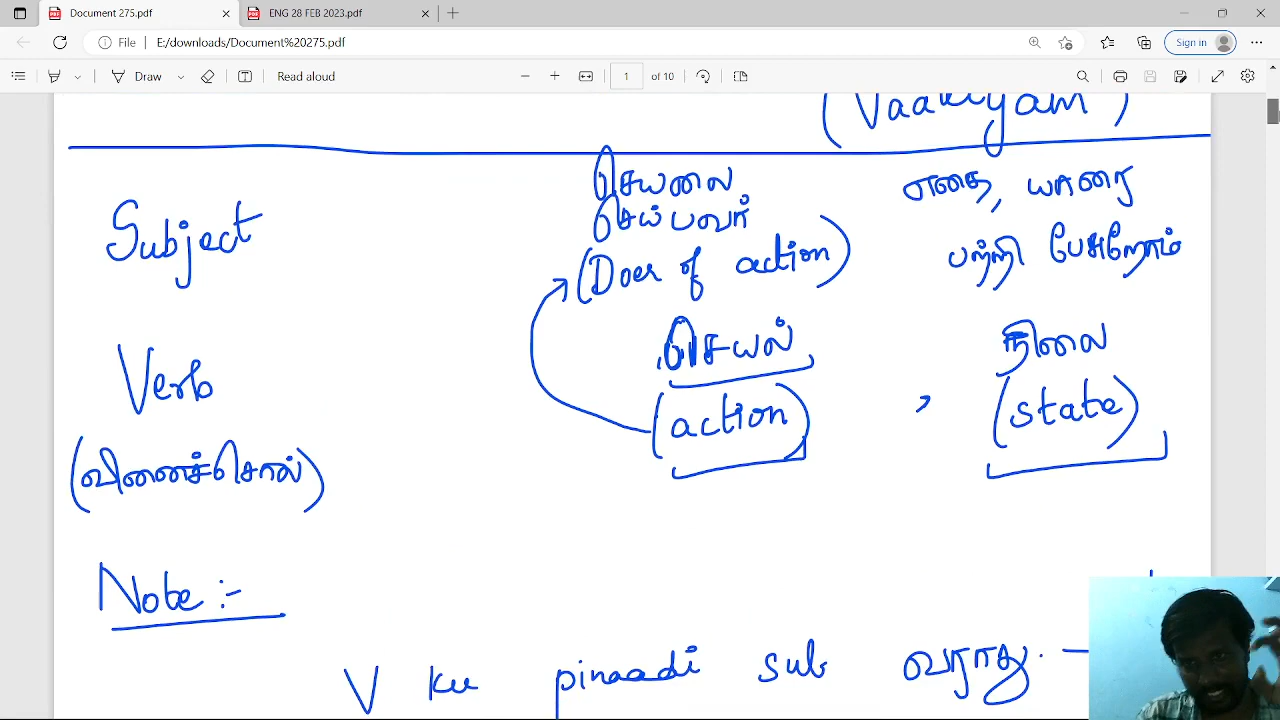 Document 275.pdf
ENG 28 FEB 2023.pdf
File E:/downloads/Document%20275.pdf
Sign in
Draw
Read aloud
1 of 10
(Vaakiyam)
Subject
செயலை
செய்பவர்
(Doer of action)
எதை, யாரை
பற்றி பேசுறோம்
Verb
(வினைச்சொல்)
செயல்
(action)
,
நிலை
(state)
Note :-
V ku pinaadi sub வராது. —